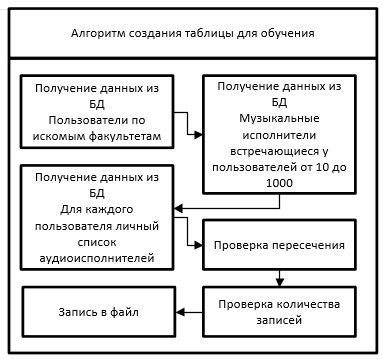 Алгоритм создания таблицы для обучения
Получение данных из
БД
Пользователи по
искомым факультетам
Получение данных из
БД
Музыкальные
исполнители
встречающиеся у
пользователей от 10 до
1000
Получение данных из
БД
Для каждого
пользователя личный
список
аудиоисполнителей
Проверка пересечения
Проверка количества
записей
Запись в файл